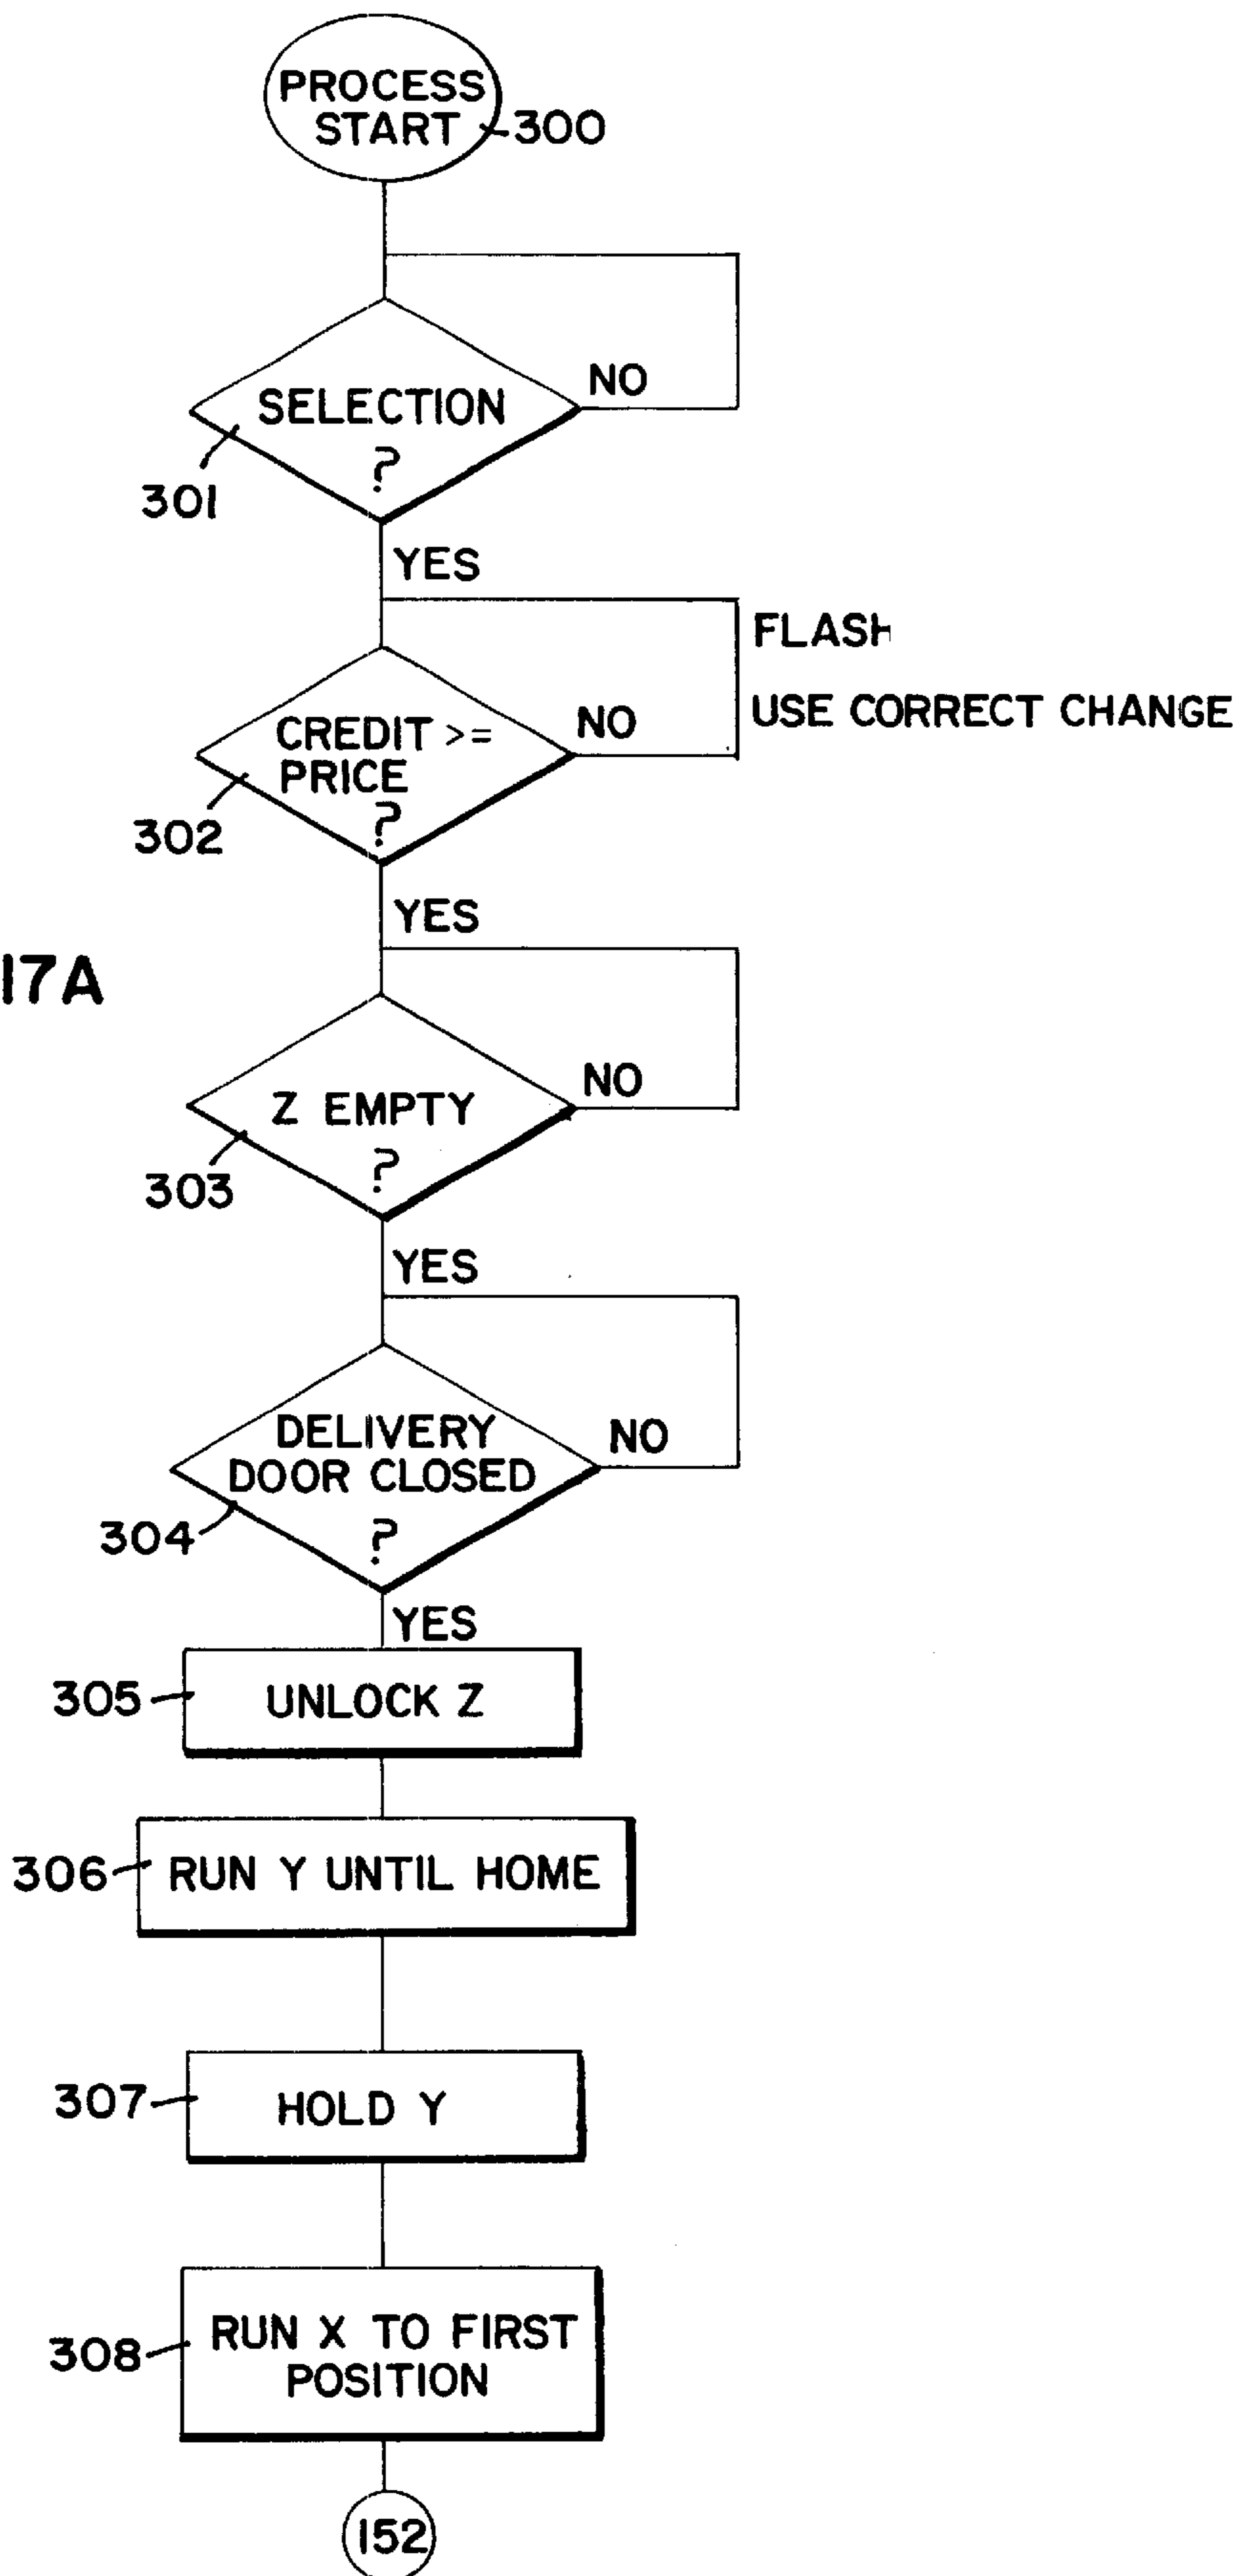 PROCESS
START
300
SELECTION
?
NO
301
YES
FLASH
USE CORRECT CHANGE
CREDIT >=
PRICE
?
NO
302
YES
17A
Z EMPTY
?
NO
303
YES
DELIVERY
DOOR CLOSED
?
NO
304
YES
305
UNLOCK Z
306
RUN Y UNTIL HOME
307
HOLD Y
308
RUN X TO FIRST
POSITION
152